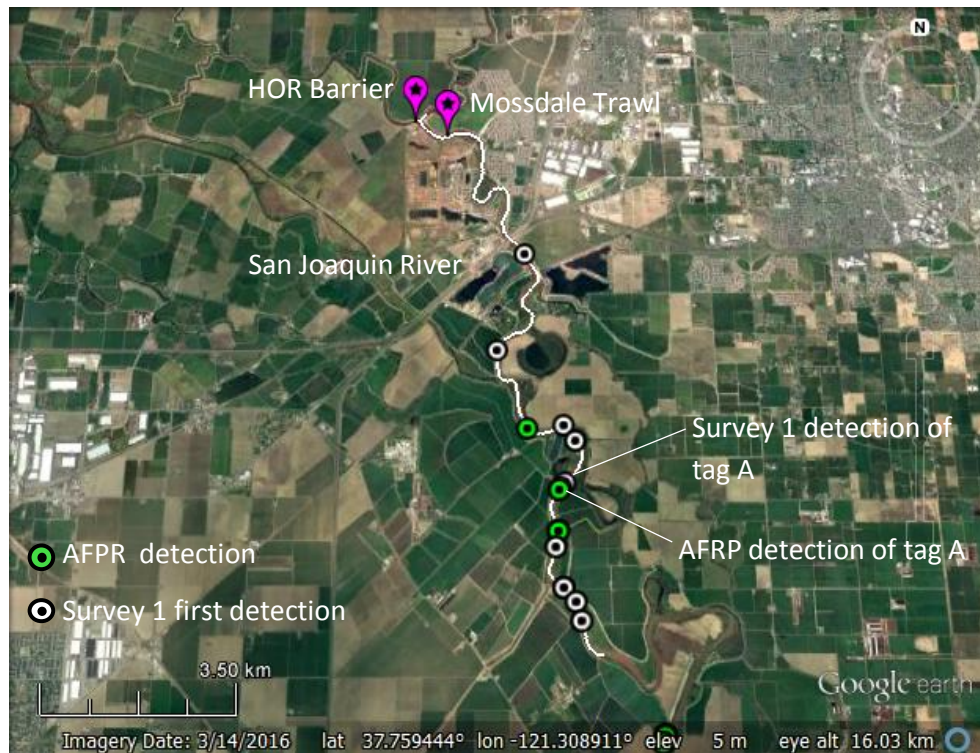 N
HOR Barrier
Mossdale Trawl
San Joaquin River
Survey 1 detection of
tag A
AFRP detection of tag A
AFPR detection
Survey 1 first detection
3.50 km
Google earth
Imagery Date: 3/14/2016 lat 37.759444° lon -121.308911° elev 5 m eye alt 16.03 km